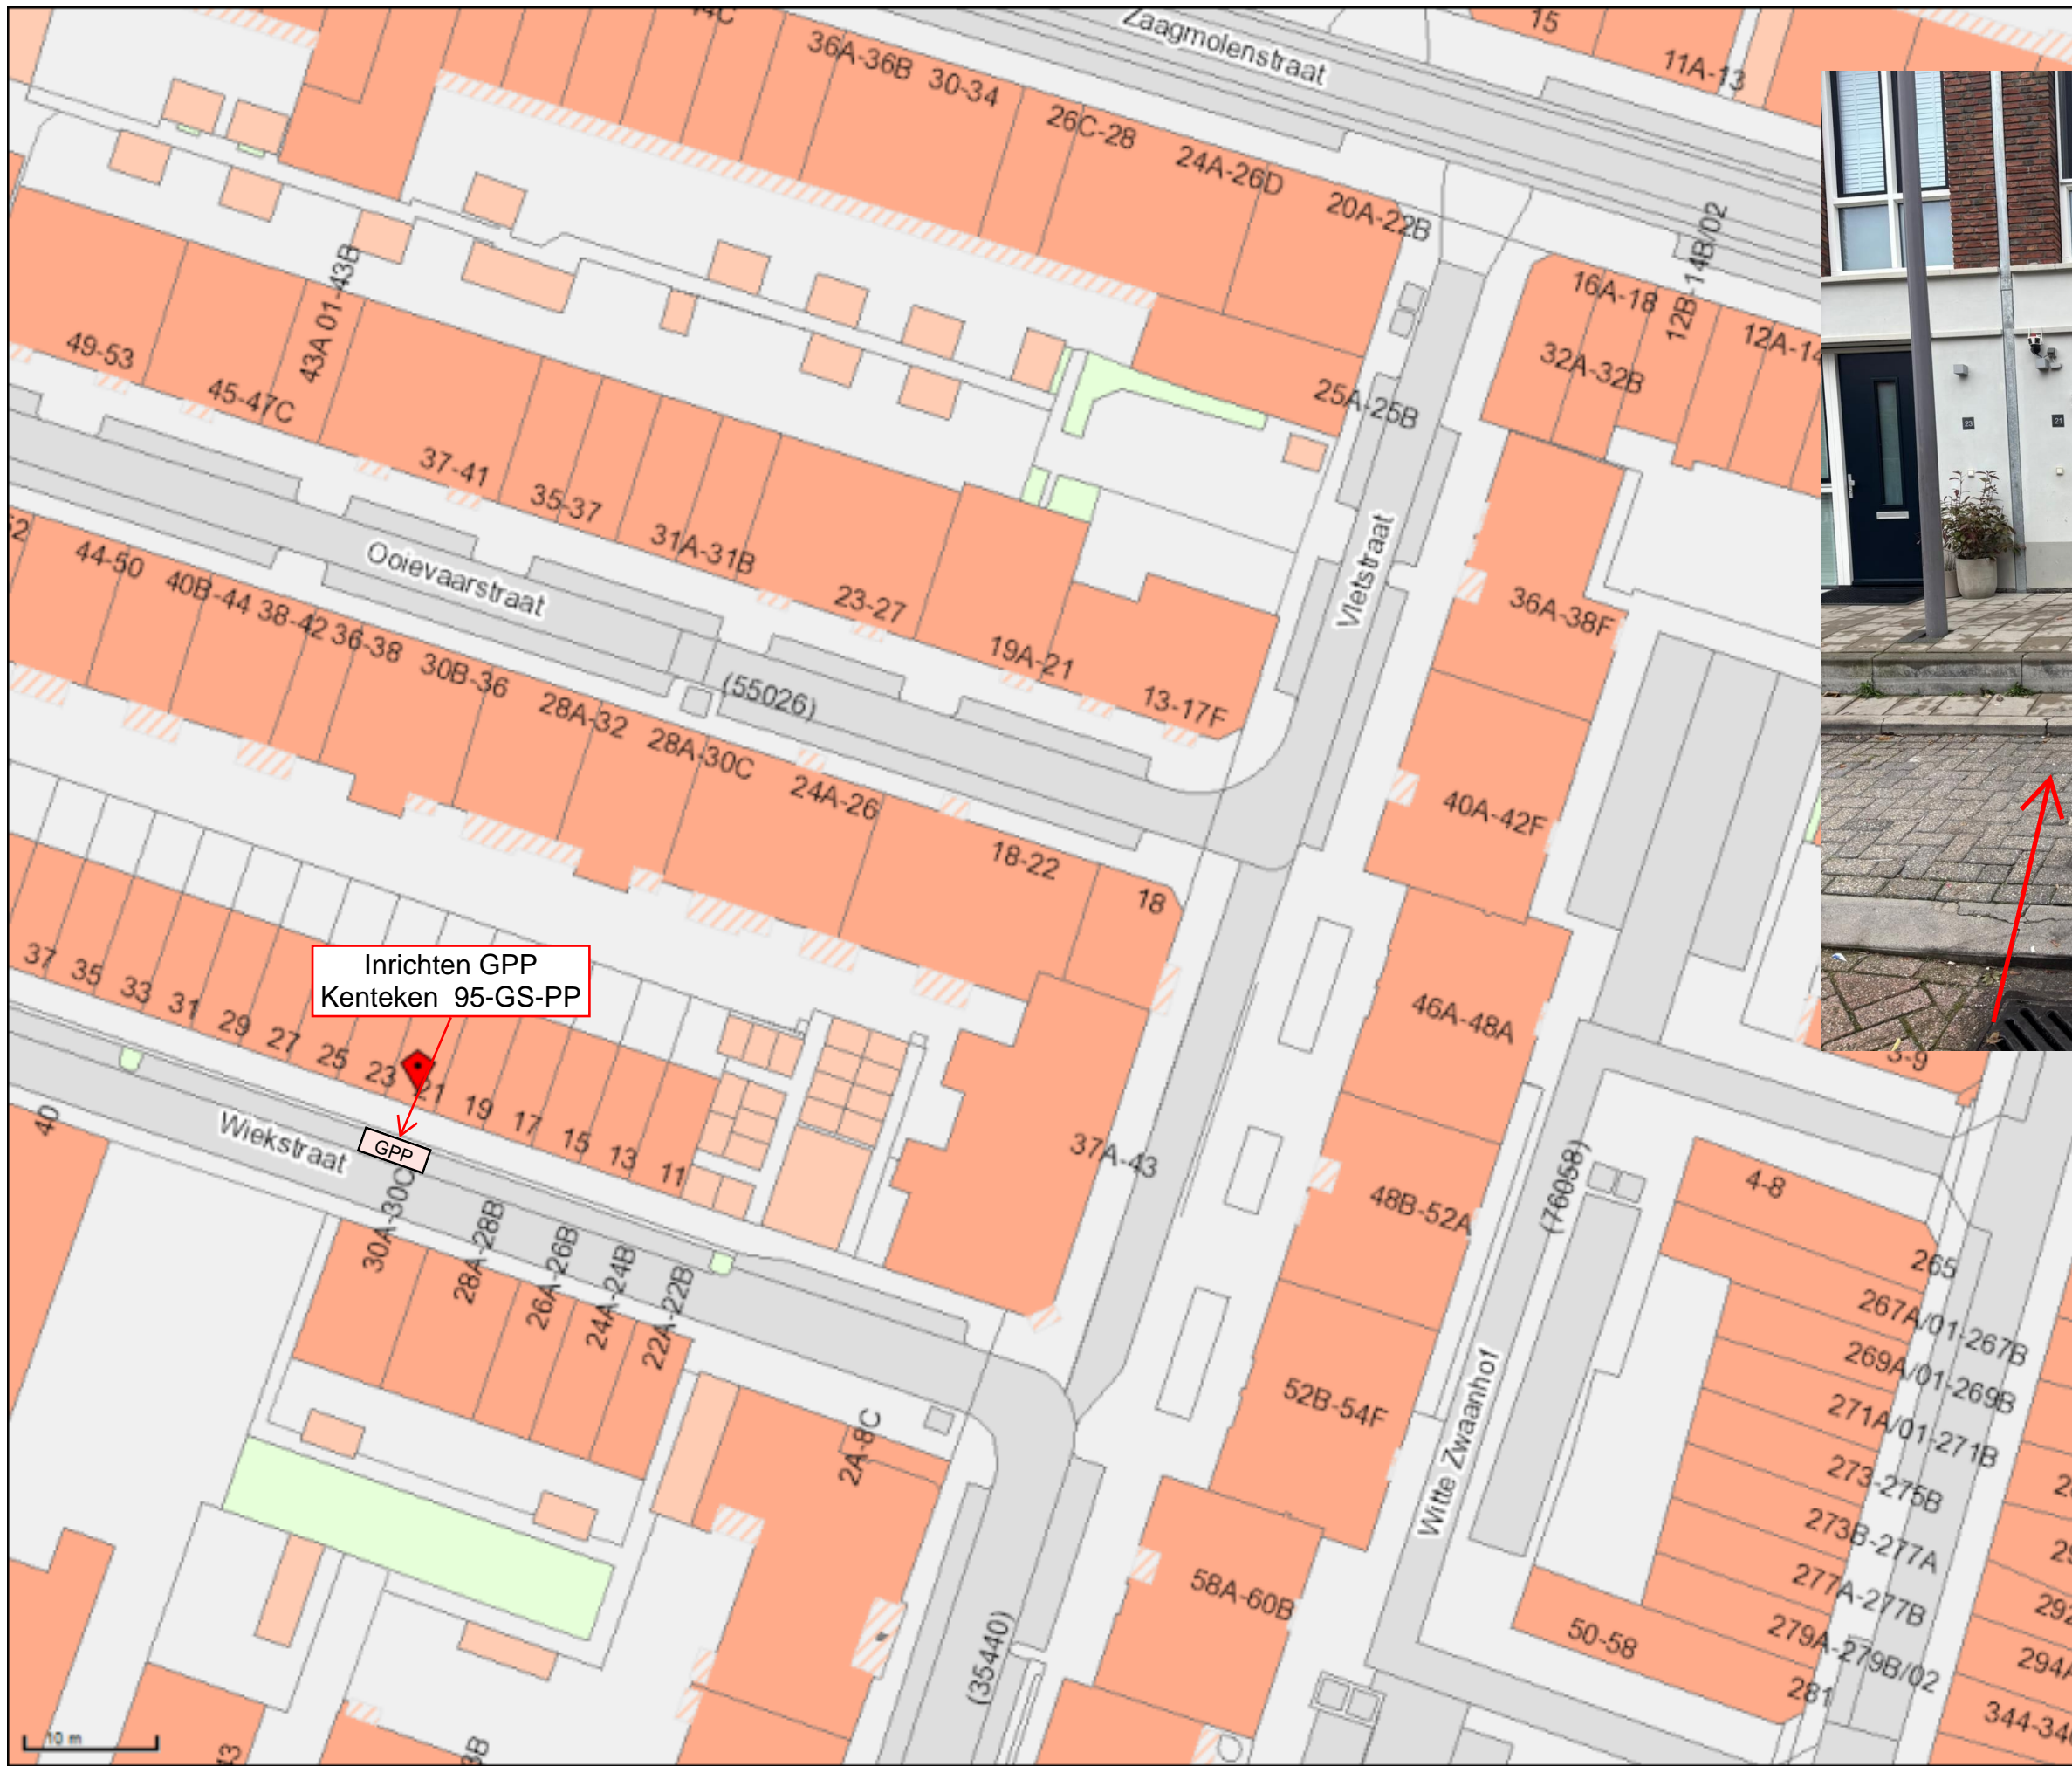 44C
36A-36B
30-34
Zaagmolenstraat
15
11A-13
26C-28
24A-26D
20A-22B
12B-14B/02
16A-18
12A-14
32A-32B
43A 01-43B
49-53
45-47C
25A-25B
37-41
35-37
31A-31B
23-27
Vletstraat
36A-38F
Ooievaarstraat
44-50
40B-44
38-42
36-38
30B-36
28A-32
28A-30C
24A-26
(55026)
19A-21
13-17F
40A-42F
18-22
18
23
21
37
35
33
31
29
27
25
23
21
19
17
15
13
11
Inrichten GPP
Kenteken 95-GS-PP
GPP
Wiekstraat
40
46A-48A
37A-43
48B-52A
(76058)
4-8
265
267A/01-267B
269A/01-269B
271A/01-271B
273-275B
273B-277A
277A-277B
279A-279B/02
281
30A-30C
28A-28B
26A-26B
24A-24B
22A-22B
2A-8C
52B-54F
Witte Zwaanhof
58A-60B
50-58
(35440)
10 m